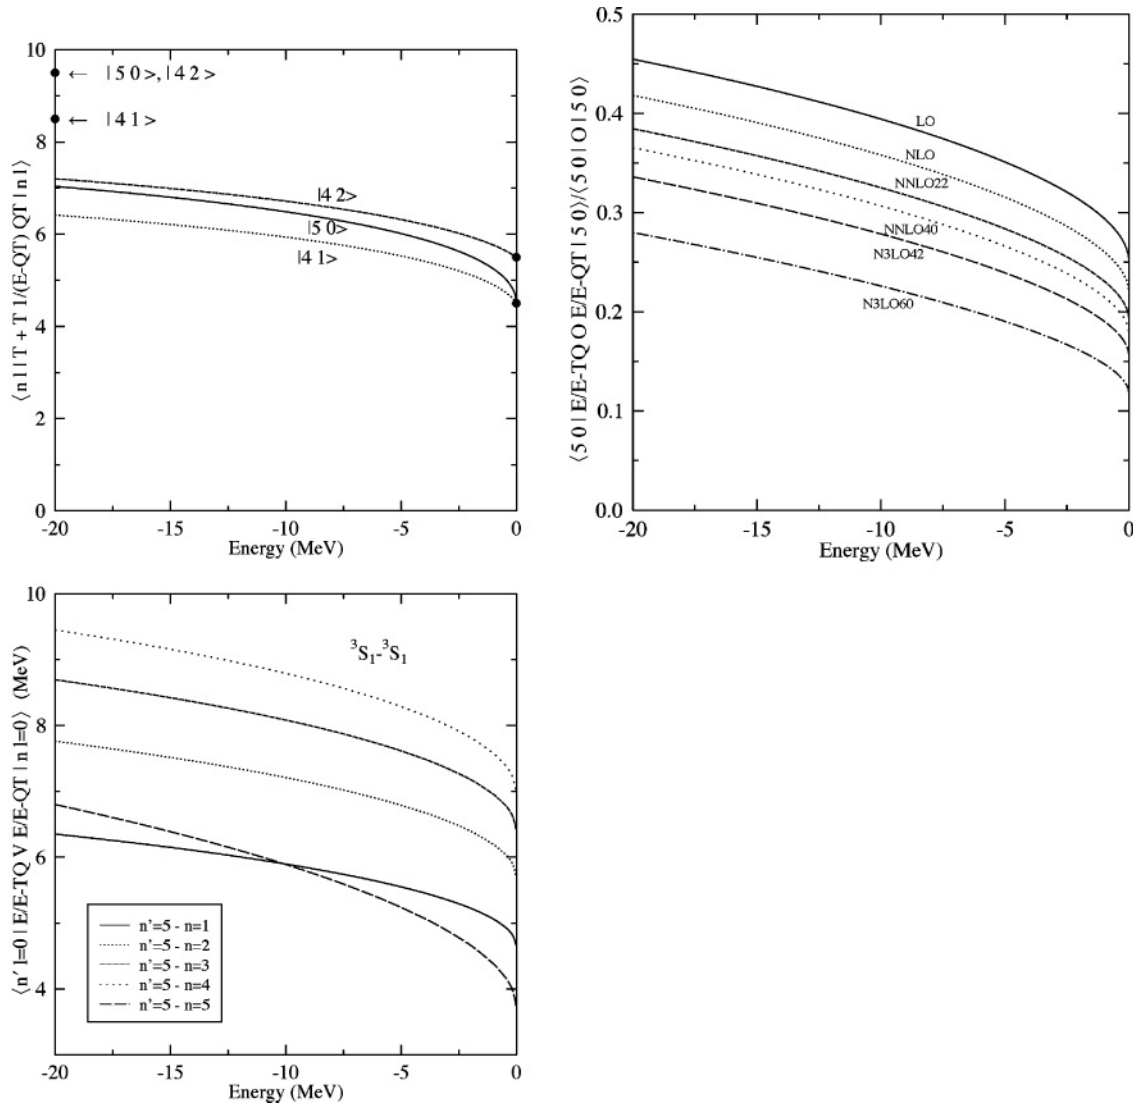 ⟨ n l | T + T 1/(E-QT) QT | n l ⟩
10
8
6
4
2
0
← | 5 0 >, | 4 2 >
← | 4 1 >
|4 2>
|5 0>
|4 1>
-20 -15 -10 -5 0
Energy (MeV)
⟨ 5 0 | E/E-TQ O E/E-QT | 5 0 ⟩/⟨ 5 0 | O | 5 0 ⟩
0.5
0.4
0.3
0.2
0.1
0.0
LO
NLO
NNLO22
NNLO40
N3LO42
N3LO60
-20 -15 -10 -5 0
Energy (MeV)
⟨ n' l=0 | E/E-TQ V E/E-QT | n l=0 ⟩ (MeV)
10
8
6
4
³S₁-³S₁
n'=5 - n=1
n'=5 - n=2
n'=5 - n=3
n'=5 - n=4
n'=5 - n=5
-20 -15 -10 -5 0
Energy (MeV)